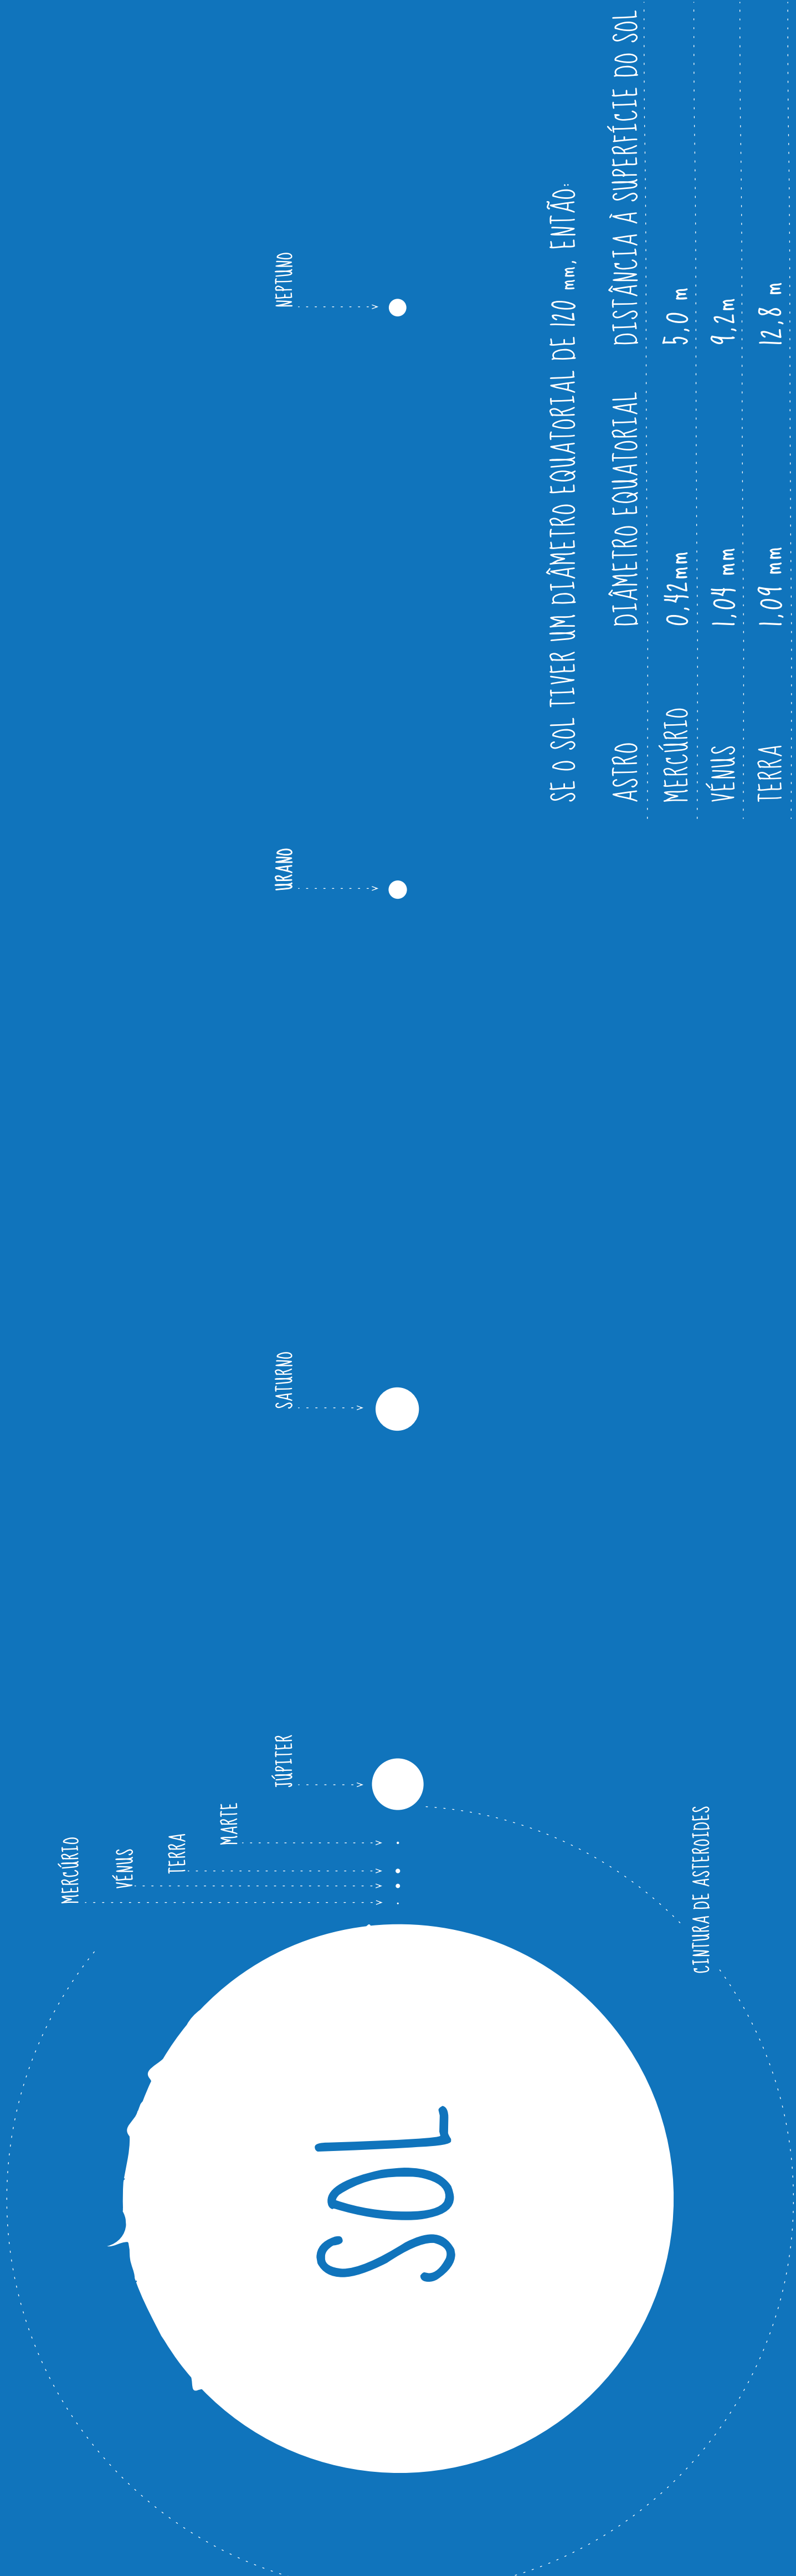 SOL
MERCÚRIO
VÉNUS
TERRA
MARTE
JÚPITER
SATURNO
URANO
NEPTUNO
CINTURA DE ASTEROIDES
SE O SOL TIVER UM DIÂMETRO EQUATORIAL DE 120 mm, ENTÃO:
ASTRO DIÂMETRO EQUATORIAL DISTÂNCIA À SUPERFÍCIE DO SOL
MERCÚRIO 0,42mm 5,0 m
VÉNUS 1,04 mm 9,2m
TERRA 1,09 mm 12,8 m